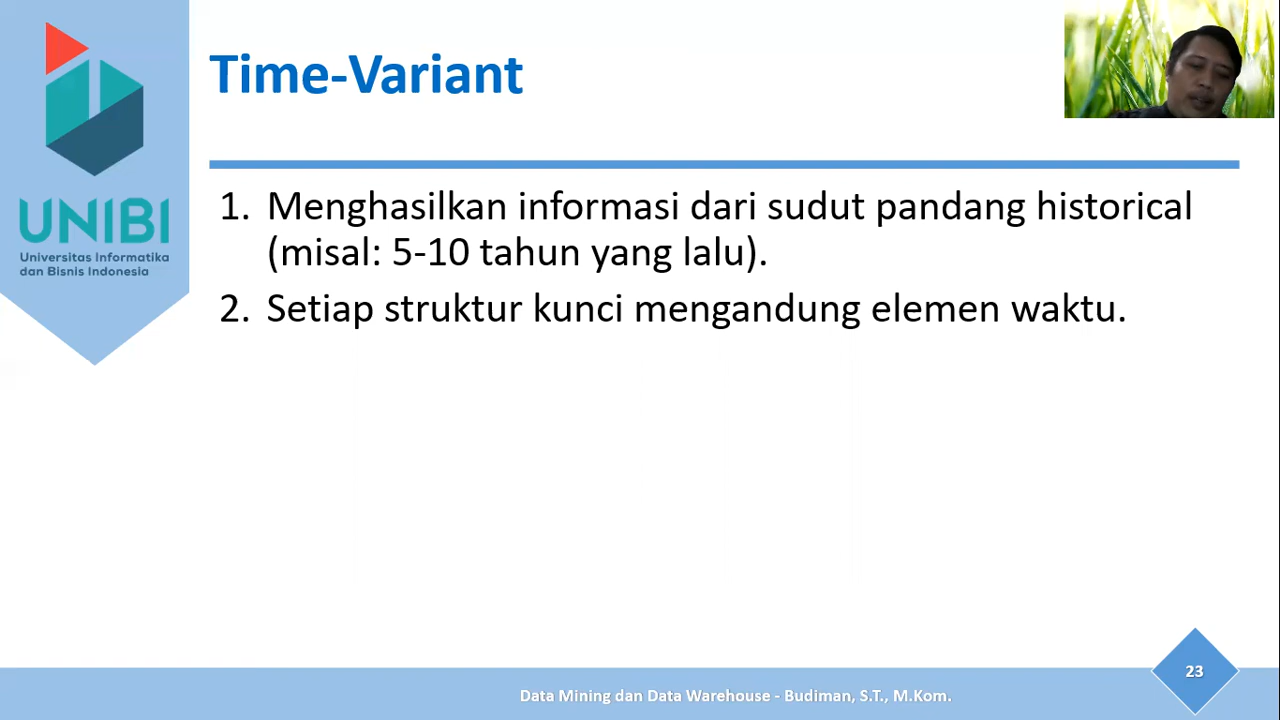 Time-Variant
UNIBI
Universitas Informatika
dan Bisnis Indonesia
1. Menghasilkan informasi dari sudut pandang historical
(misal: 5-10 tahun yang lalu).
2. Setiap struktur kunci mengandung elemen waktu.
23
Data Mining dan Data Warehouse - Budiman, S.T., M.Kom.